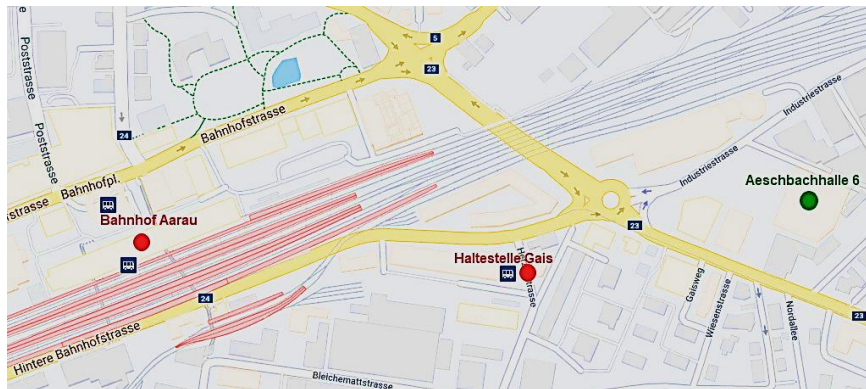 Poststrasse
5
23
Industriestrasse
24
Bahnhofstrasse
Poststrasse
Industriestrasse
Aeschbachhalle 6
Bahnhofpl.
strasse
Bahnhof Aarau
23
Haltestelle Gais
strasse
24
Gaisweg
Wiesenstrasse
Nordallee
23
Hintere Bahnhofstrasse
Bleichemattstrasse